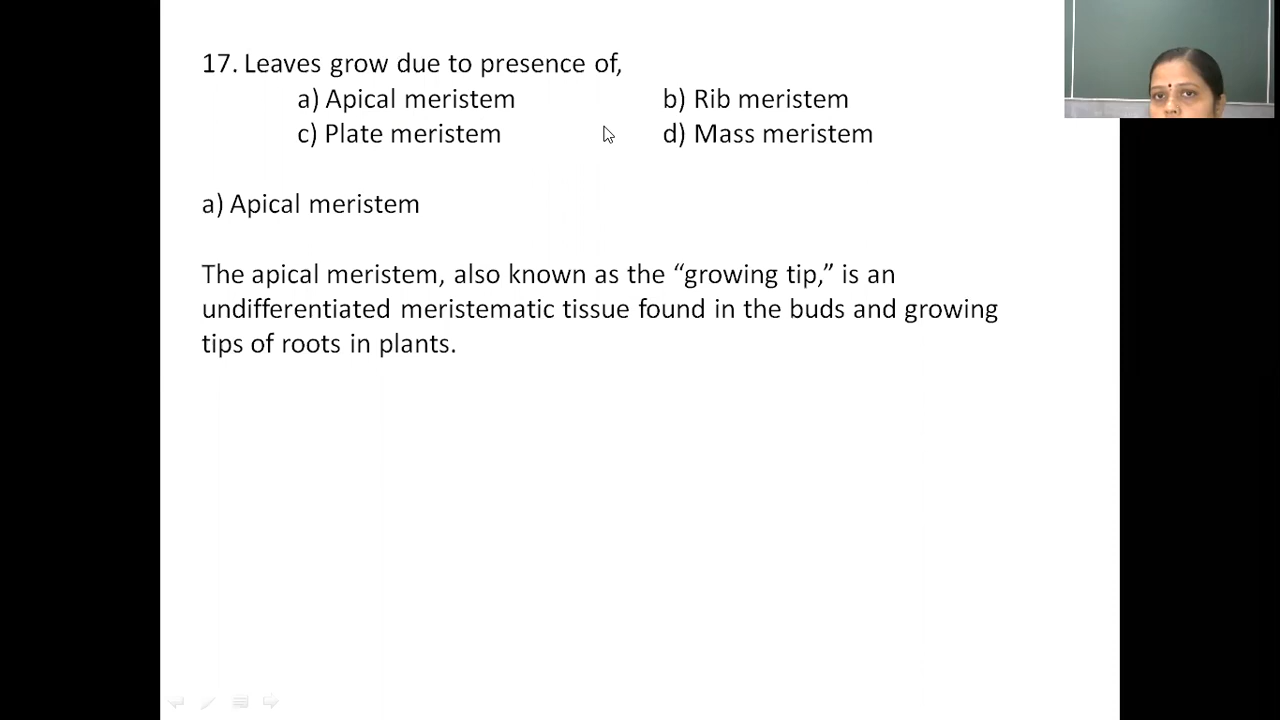 17. Leaves grow due to presence of,
a) Apical meristem b) Rib meristem
c) Plate meristem d) Mass meristem
a) Apical meristem
The apical meristem, also known as the “growing tip,” is an
undifferentiated meristematic tissue found in the buds and growing
tips of roots in plants.